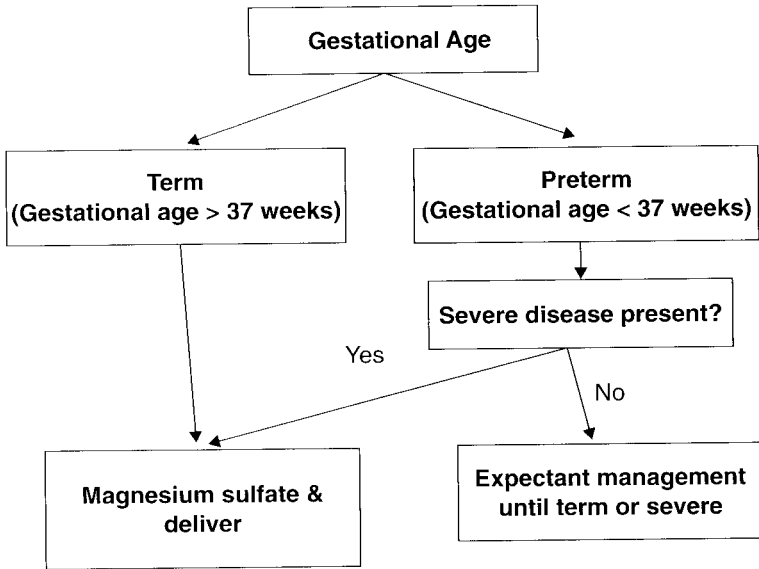 Gestational Age
Term
(Gestational age > 37 weeks)
Preterm
(Gestational age < 37 weeks)
Severe disease present?
Yes
No
Magnesium sulfate &
deliver
Expectant management
until term or severe